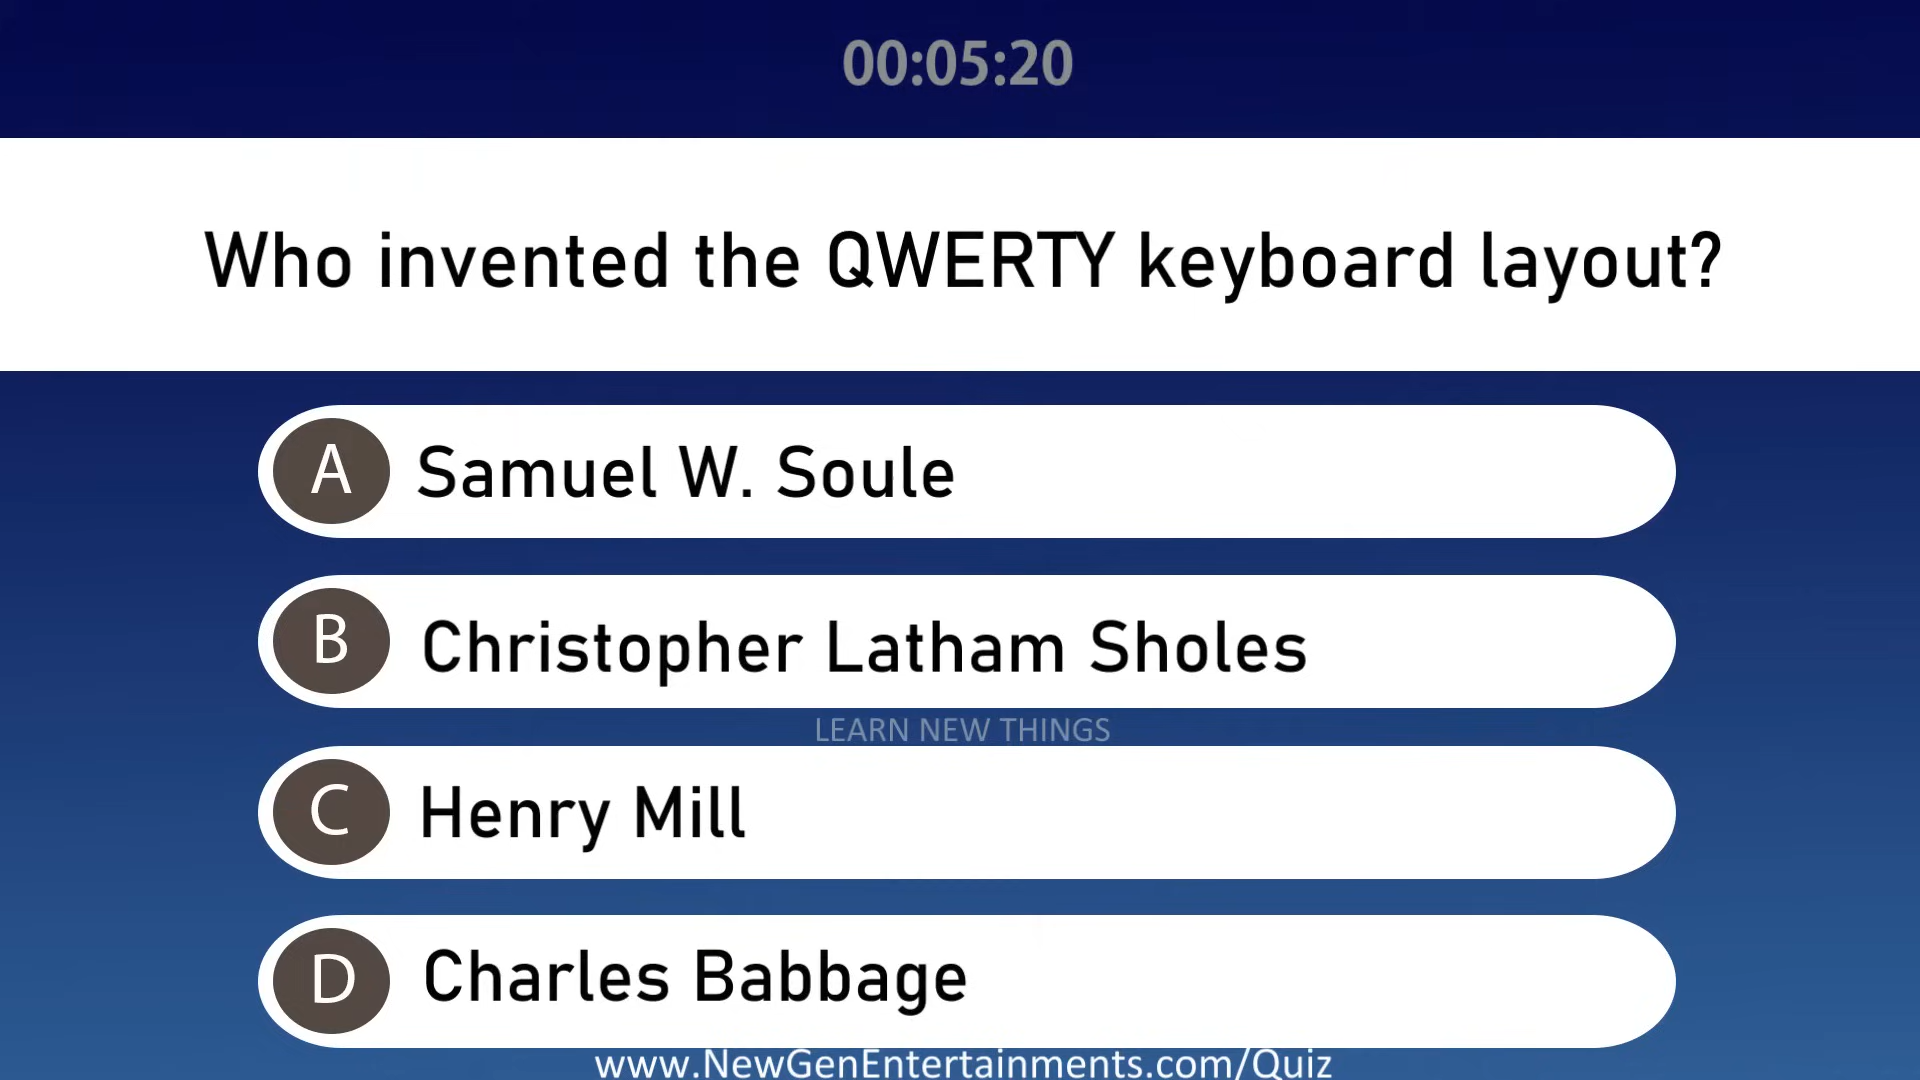 00:05:20
Who invented the QWERTY keyboard layout?
A Samuel W. Soule
B Christopher Latham Sholes
LEARN NEW THINGS
C Henry Mill
D Charles Babbage
www.NewGenEntertainments.com/Quiz